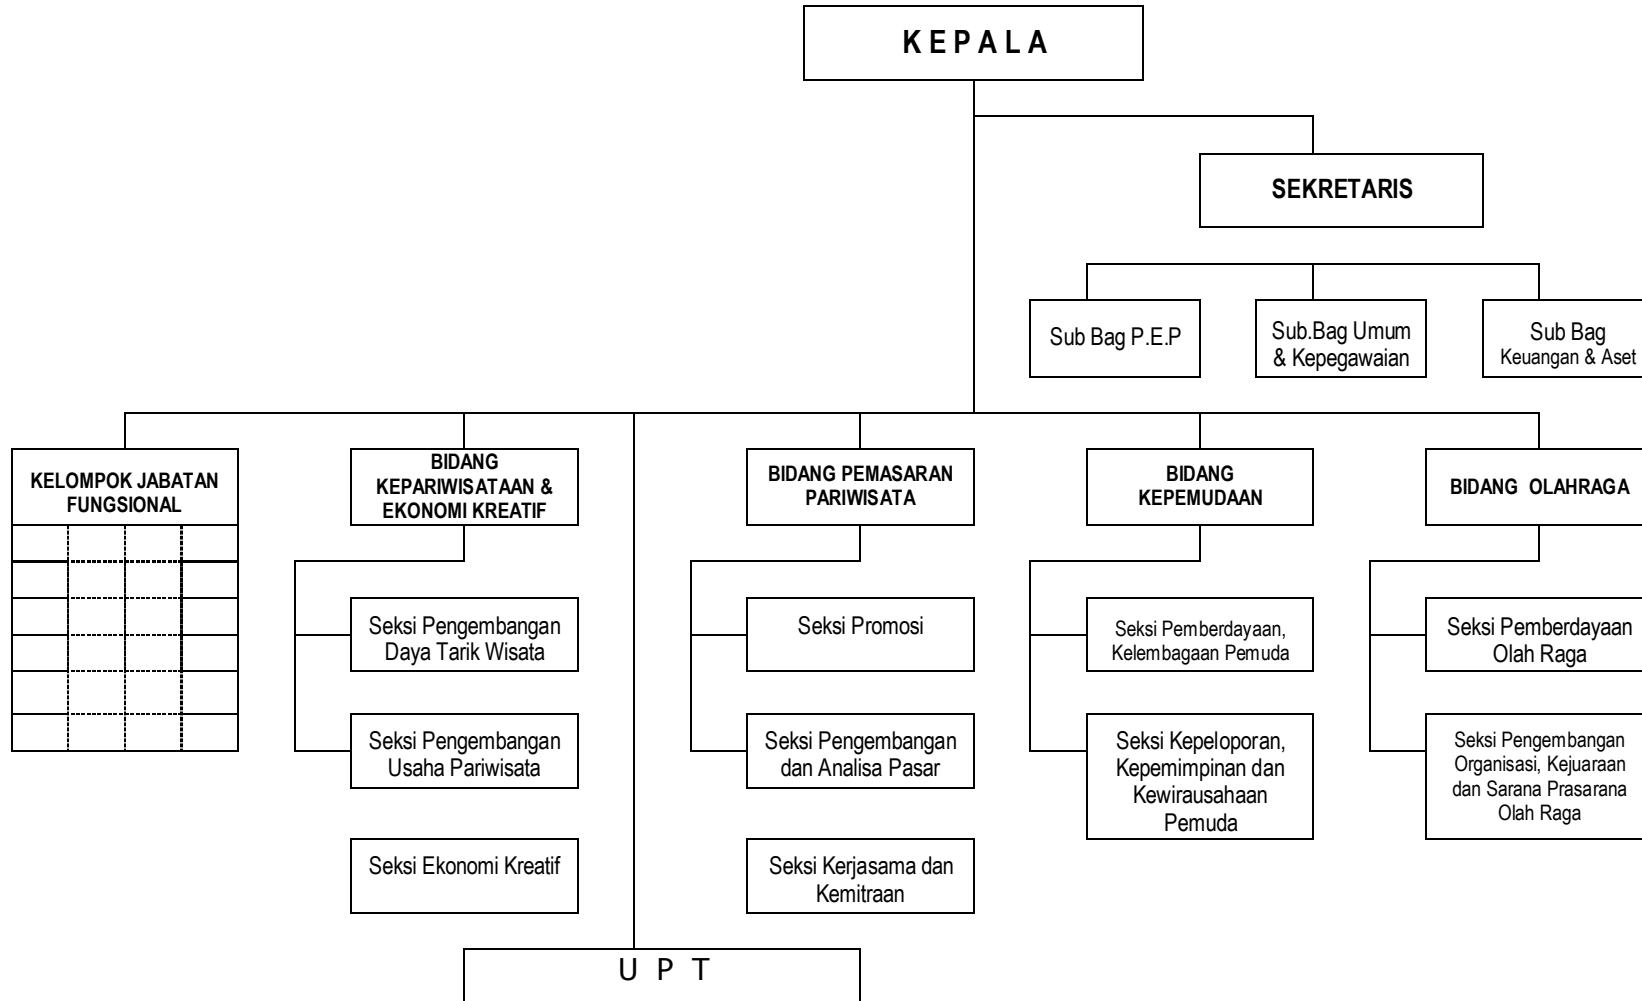 KEPALA
SEKRETARIS
Sub Bag P.E.P
Sub.Bag Umum
& Kepegawaian
Sub Bag
Keuangan & Aset
KELOMPOK JABATAN
FUNGSIONAL
BIDANG
KEPARIWISATAAN &
EKONOMI KREATIF
BIDANG PEMASARAN
PARIWISATA
BIDANG
KEPEMUDAAN
BIDANG OLAHRAGA
Seksi Pengembangan
Daya Tarik Wisata
Seksi Promosi
Seksi Pemberdayaan,
Kelembagaan Pemuda
Seksi Pemberdayaan
Olah Raga
Seksi Pengembangan
Usaha Pariwisata
Seksi Pengembangan
dan Analisa Pasar
Seksi Kepeloporan,
Kepemimpinan dan
Kewirausahaan
Pemuda
Seksi Pengembangan
Organisasi, Kejuaraan
dan Sarana Prasarana
Olah Raga
Seksi Ekonomi Kreatif
Seksi Kerjasama dan
Kemitraan
U P T